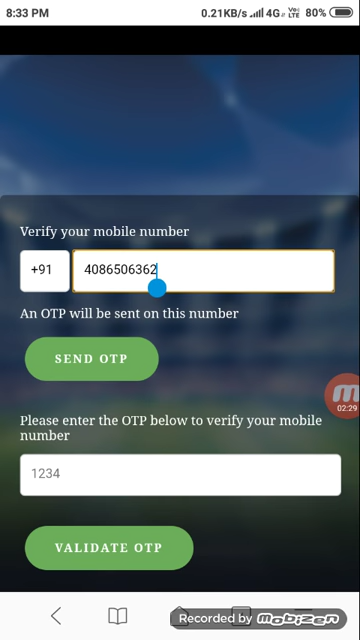 8:33 PM 0.21KB/s 4G VoLTE 80%
Verify your mobile number
+91 4086506362
An OTP will be sent on this number
SEND OTP
02:29
Please enter the OTP below to verify your mobile
number
1234
VALIDATE OTP
Recorded by Mobizen